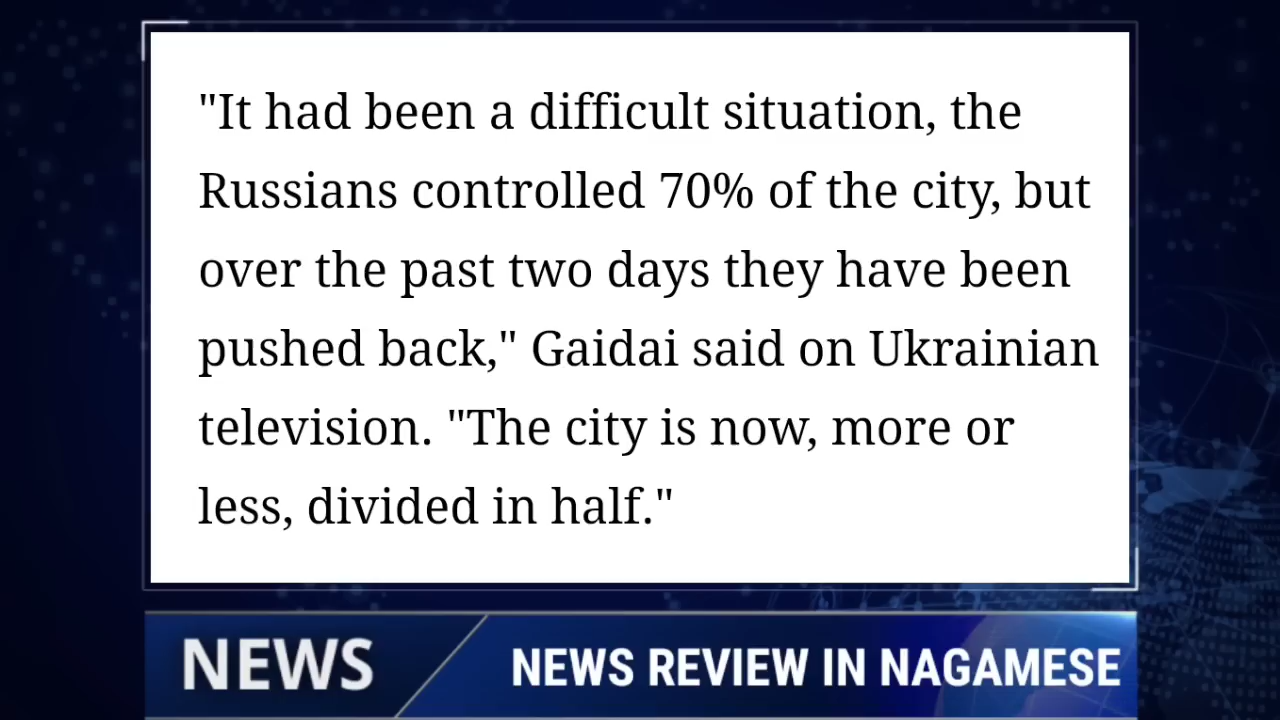 "It had been a difficult situation, the
Russians controlled 70% of the city, but
over the past two days they have been
pushed back," Gaidai said on Ukrainian
television. "The city is now, more or
less, divided in half."
NEWS
NEWS REVIEW IN NAGAMESE